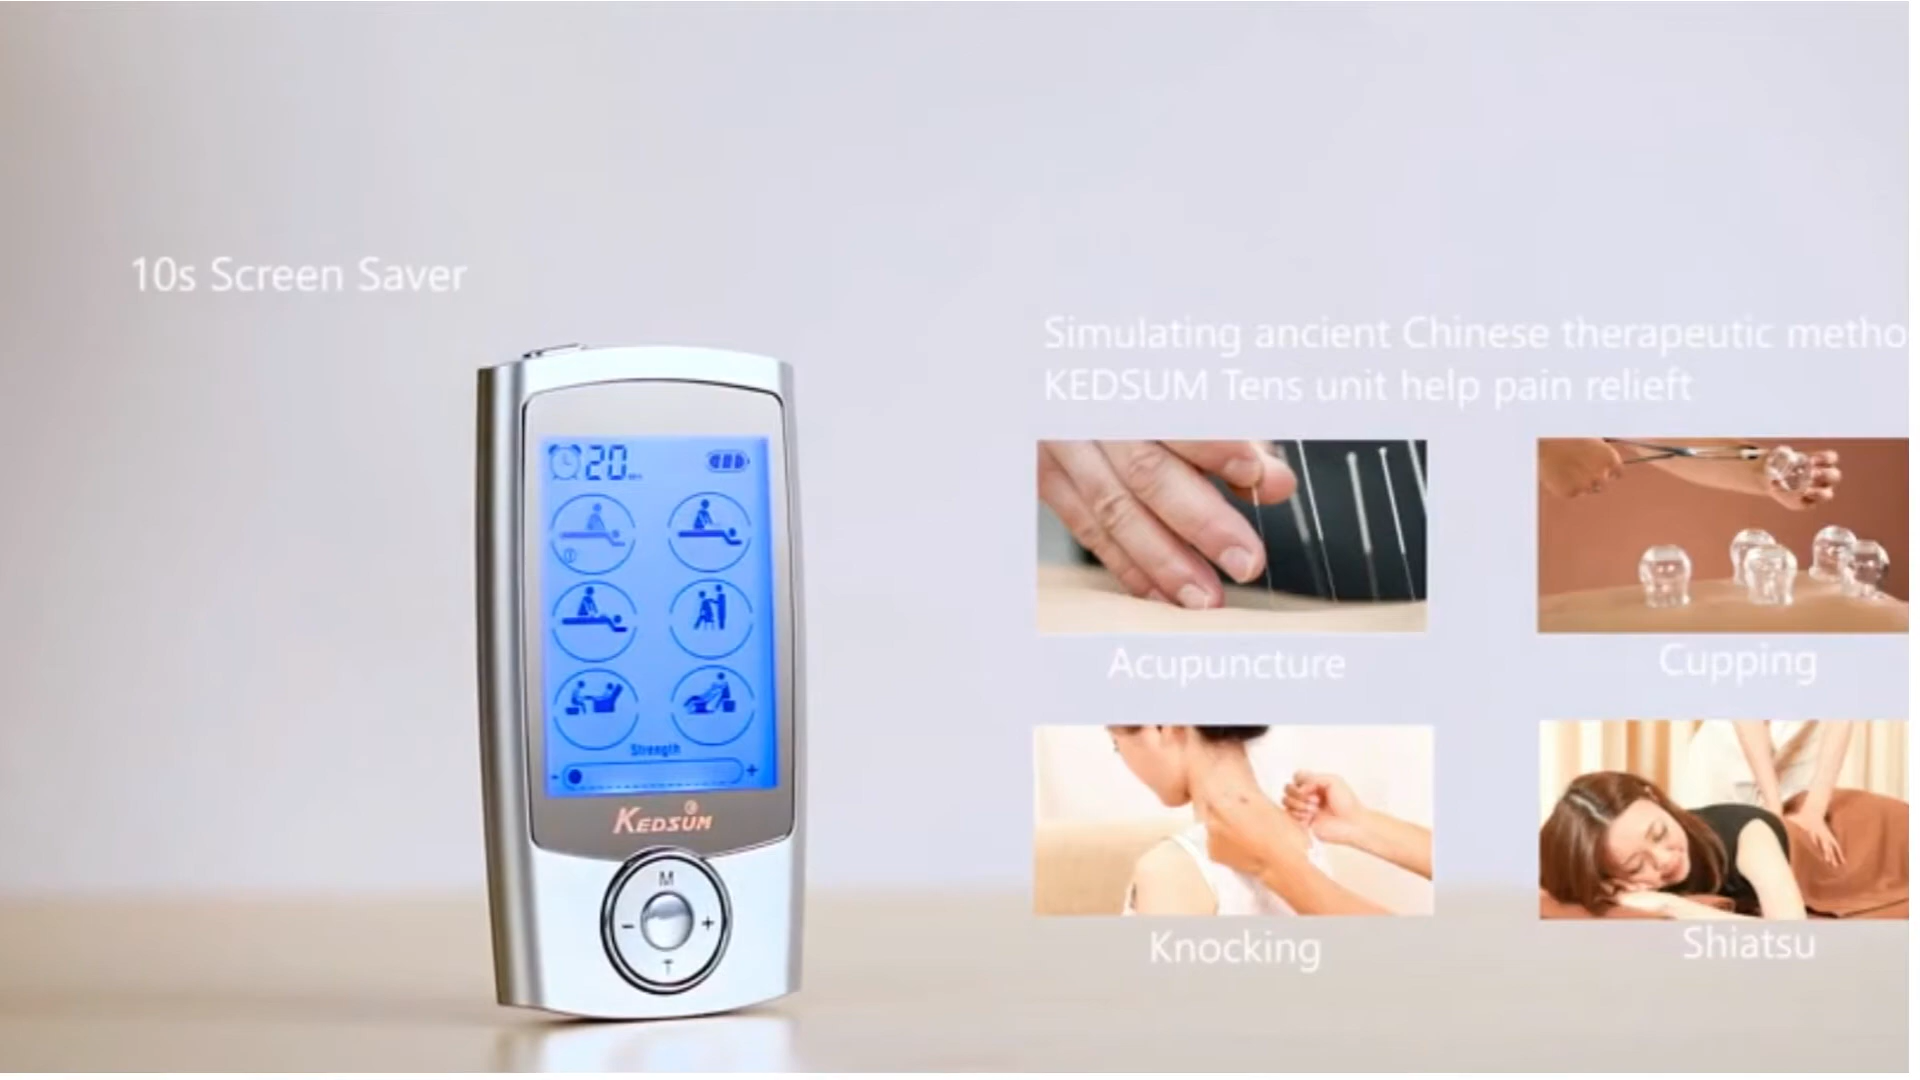 10s Screen Saver
Simulating ancient Chinese therapeutic metho
KEDSUM Tens unit help pain relieft
20
Strength
- +
KEDSUM
M
- +
T
Acupuncture
Cupping
Knocking
Shiatsu